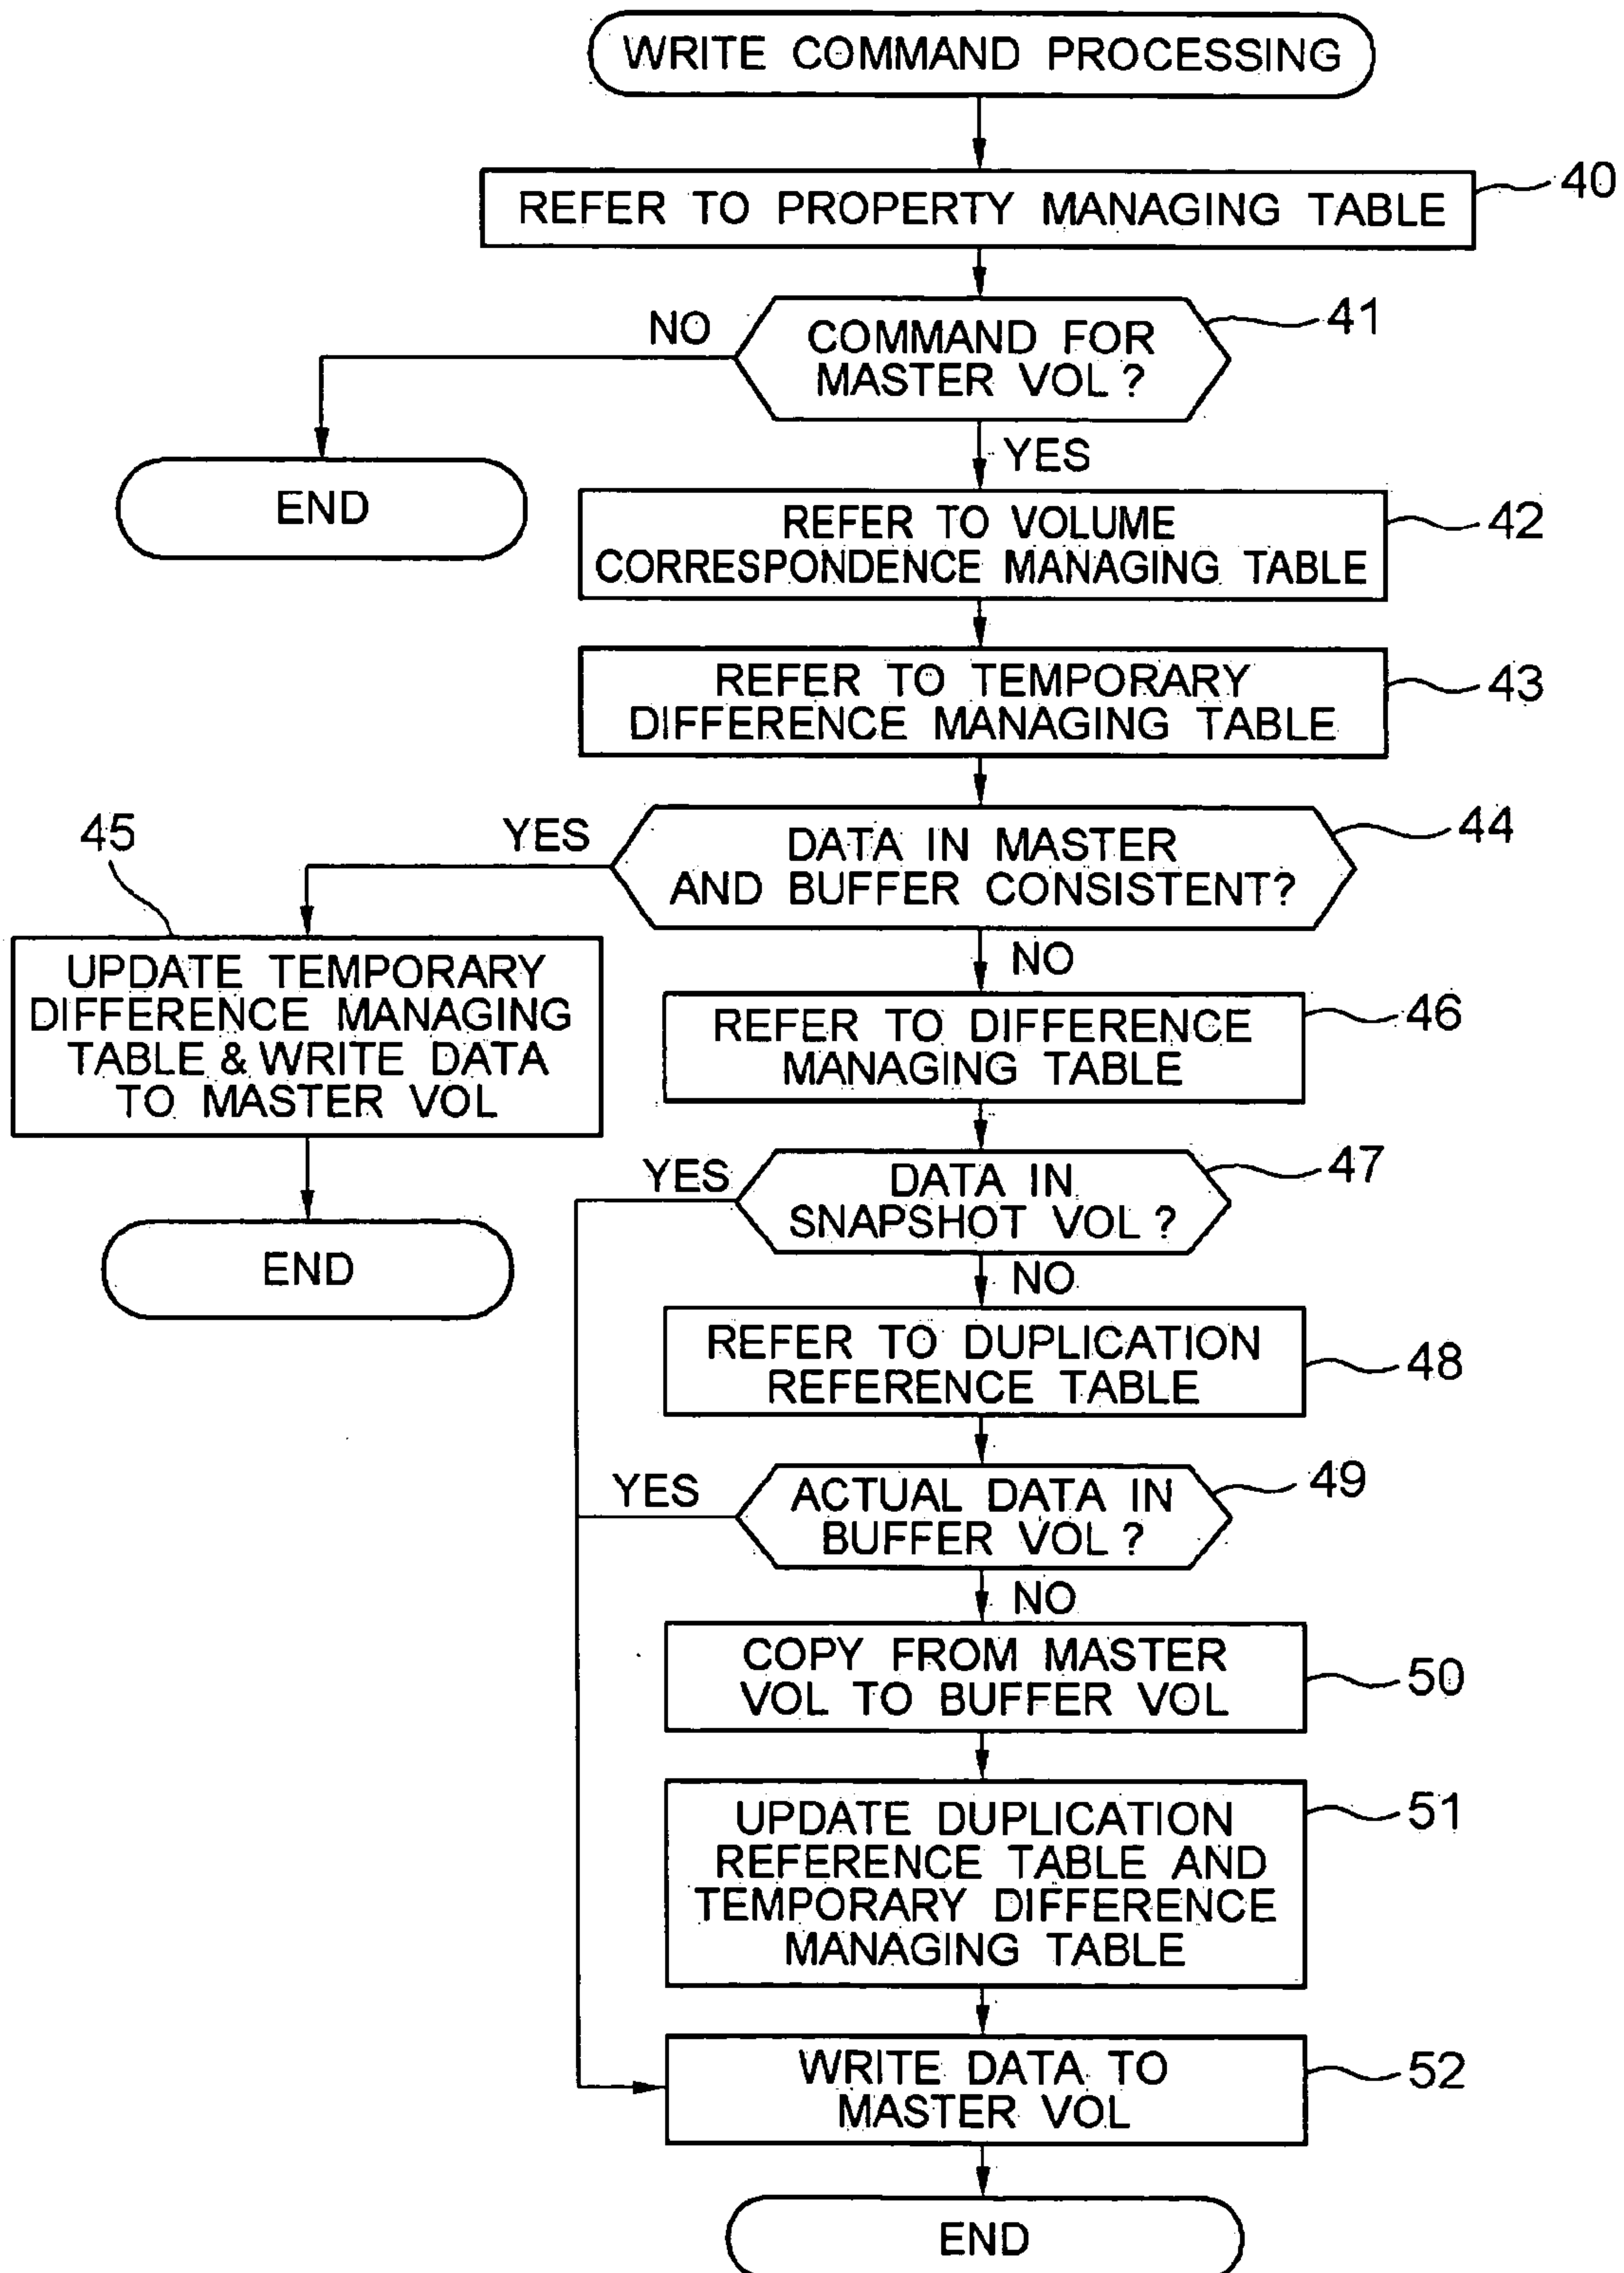 WRITE COMMAND PROCESSING
REFER TO PROPERTY MANAGING TABLE
40
COMMAND FOR
MASTER VOL ?
41
NO
YES
END
REFER TO VOLUME
CORRESPONDENCE MANAGING TABLE
42
REFER TO TEMPORARY
DIFFERENCE MANAGING TABLE
43
DATA IN MASTER
AND BUFFER CONSISTENT?
44
YES
NO
45
UPDATE TEMPORARY
DIFFERENCE MANAGING
TABLE & WRITE DATA
TO MASTER VOL
END
REFER TO DIFFERENCE
MANAGING TABLE
46
DATA IN
SNAPSHOT VOL ?
47
YES
NO
REFER TO DUPLICATION
REFERENCE TABLE
48
ACTUAL DATA IN
BUFFER VOL ?
49
YES
NO
COPY FROM MASTER
VOL TO BUFFER VOL
50
UPDATE DUPLICATION
REFERENCE TABLE AND
TEMPORARY DIFFERENCE
MANAGING TABLE
51
WRITE DATA TO
MASTER VOL
52
END